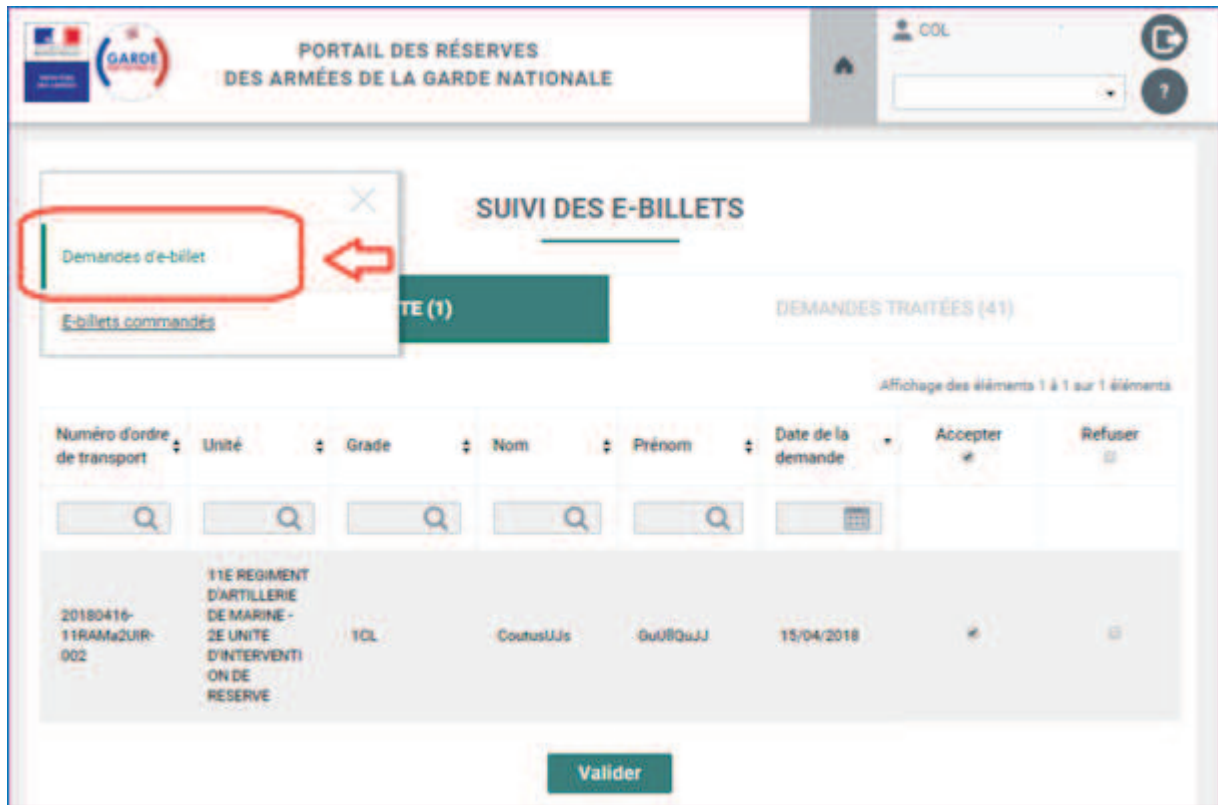 GARDE
PORTAIL DES RÉSERVES
DES ARMÉES DE LA GARDE NATIONALE
COL
?
SUIVI DES E-BILLETS
Demandes d'e-billet
E-billets commandés
TE (1)
DEMANDES TRAITÉES (41)
Affichage des éléments 1 à 1 sur 1 éléments
Numéro d'ordre de transport
Unité
Grade
Nom
Prénom
Date de la demande
Accepter
Refuser
20180416-
11RAMa2UIR-
002
11E REGIMENT
D'ARTILLERIE
DE MARINE -
2E UNITE
D'INTERVENTI
ON DE
RESERVE
1CL
CoutusUJs
GuU8QuJJ
15/04/2018
Valider